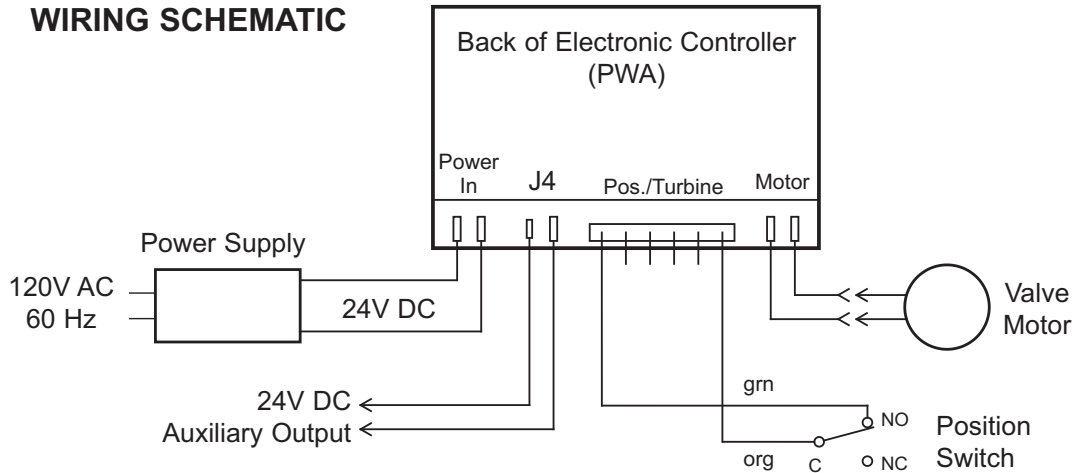 WIRING SCHEMATIC
Back of Electronic Controller
(PWA)
Power
In
J4
Pos./Turbine
Motor
Power Supply
120V AC
60 Hz
24V DC
Valve
Motor
24V DC
Auxiliary Output
grn
org
NO
C
NC
Position
Switch